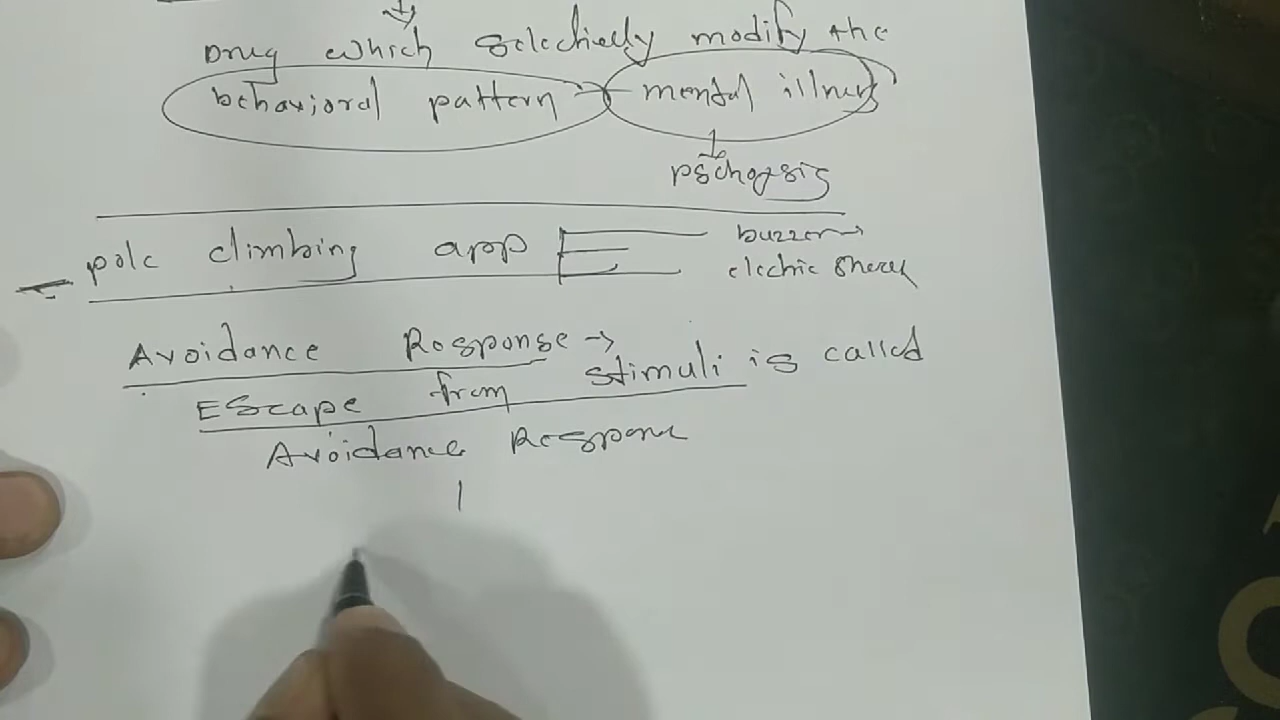 Drug which selectively modify the
behavioral pattern mental illness
psychosis
pole climbing app buzzer
electric shock
Avoidance Response →
Escape from stimuli is called
Avoidance Response